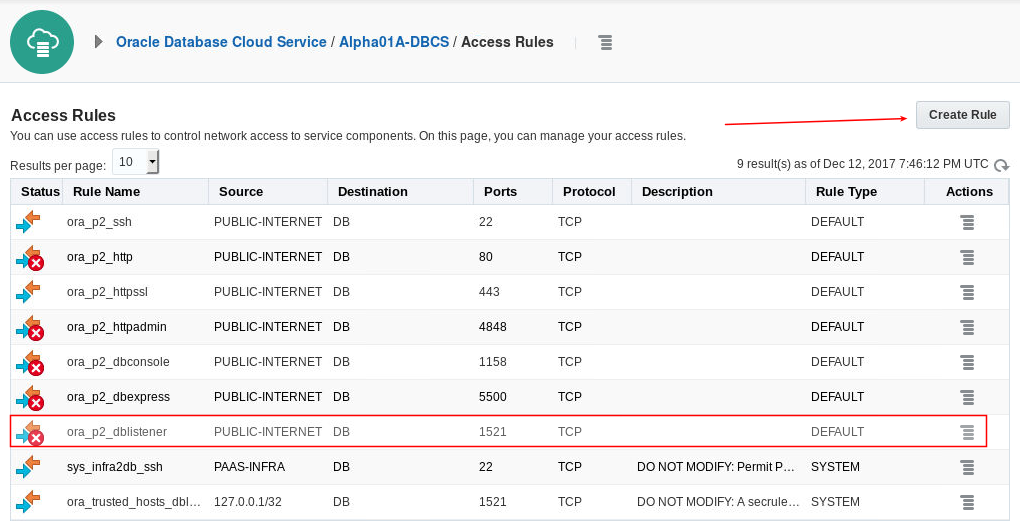 Oracle Database Cloud Service / Alpha01A-DBCS / Access Rules
Access Rules
Create Rule
You can use access rules to control network access to service components. On this page, you can manage your access rules.
Results per page: 10
9 result(s) as of Dec 12, 2017 7:46:12 PM UTC
Status Rule Name Source Destination Ports Protocol Description Rule Type Actions
ora_p2_ssh PUBLIC-INTERNET DB 22 TCP DEFAULT
ora_p2_http PUBLIC-INTERNET DB 80 TCP DEFAULT
ora_p2_httpssl PUBLIC-INTERNET DB 443 TCP DEFAULT
ora_p2_httpadmin PUBLIC-INTERNET DB 4848 TCP DEFAULT
ora_p2_dbconsole PUBLIC-INTERNET DB 1158 TCP DEFAULT
ora_p2_dbexpress PUBLIC-INTERNET DB 5500 TCP DEFAULT
ora_p2_dblistener PUBLIC-INTERNET DB 1521 TCP DEFAULT
sys_infra2db_ssh PAAS-INFRA DB 22 TCP DO NOT MODIFY: Permit P... SYSTEM
ora_trusted_hosts_dbl... 127.0.0.1/32 DB 1521 TCP DO NOT MODIFY: A secrule... SYSTEM